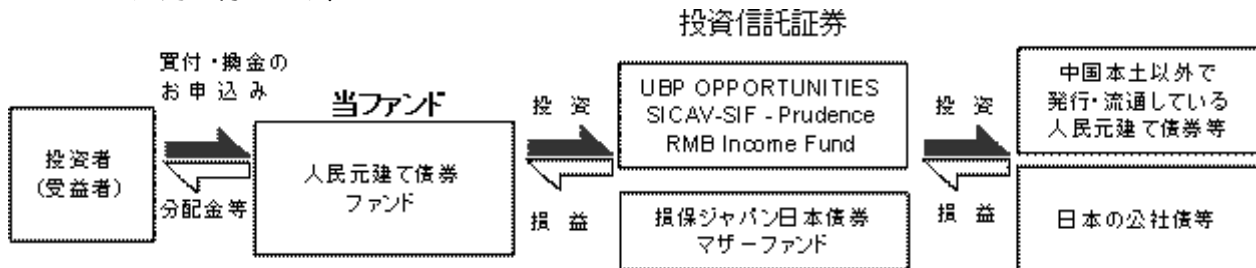 投資信託証券
買付・換金の
お申込み
当ファンド
投資
UBP OPPORTUNITIES
SICAV-SIF - Prudence
RMB Income Fund
投資
中国本土以外で
発行・流通している
人民元建て債券等
投資者
(受益者)
人民元建て債券
ファンド
分配金等
損益
損保ジャパン日本債券
マザーファンド
損益
日本の公社債等